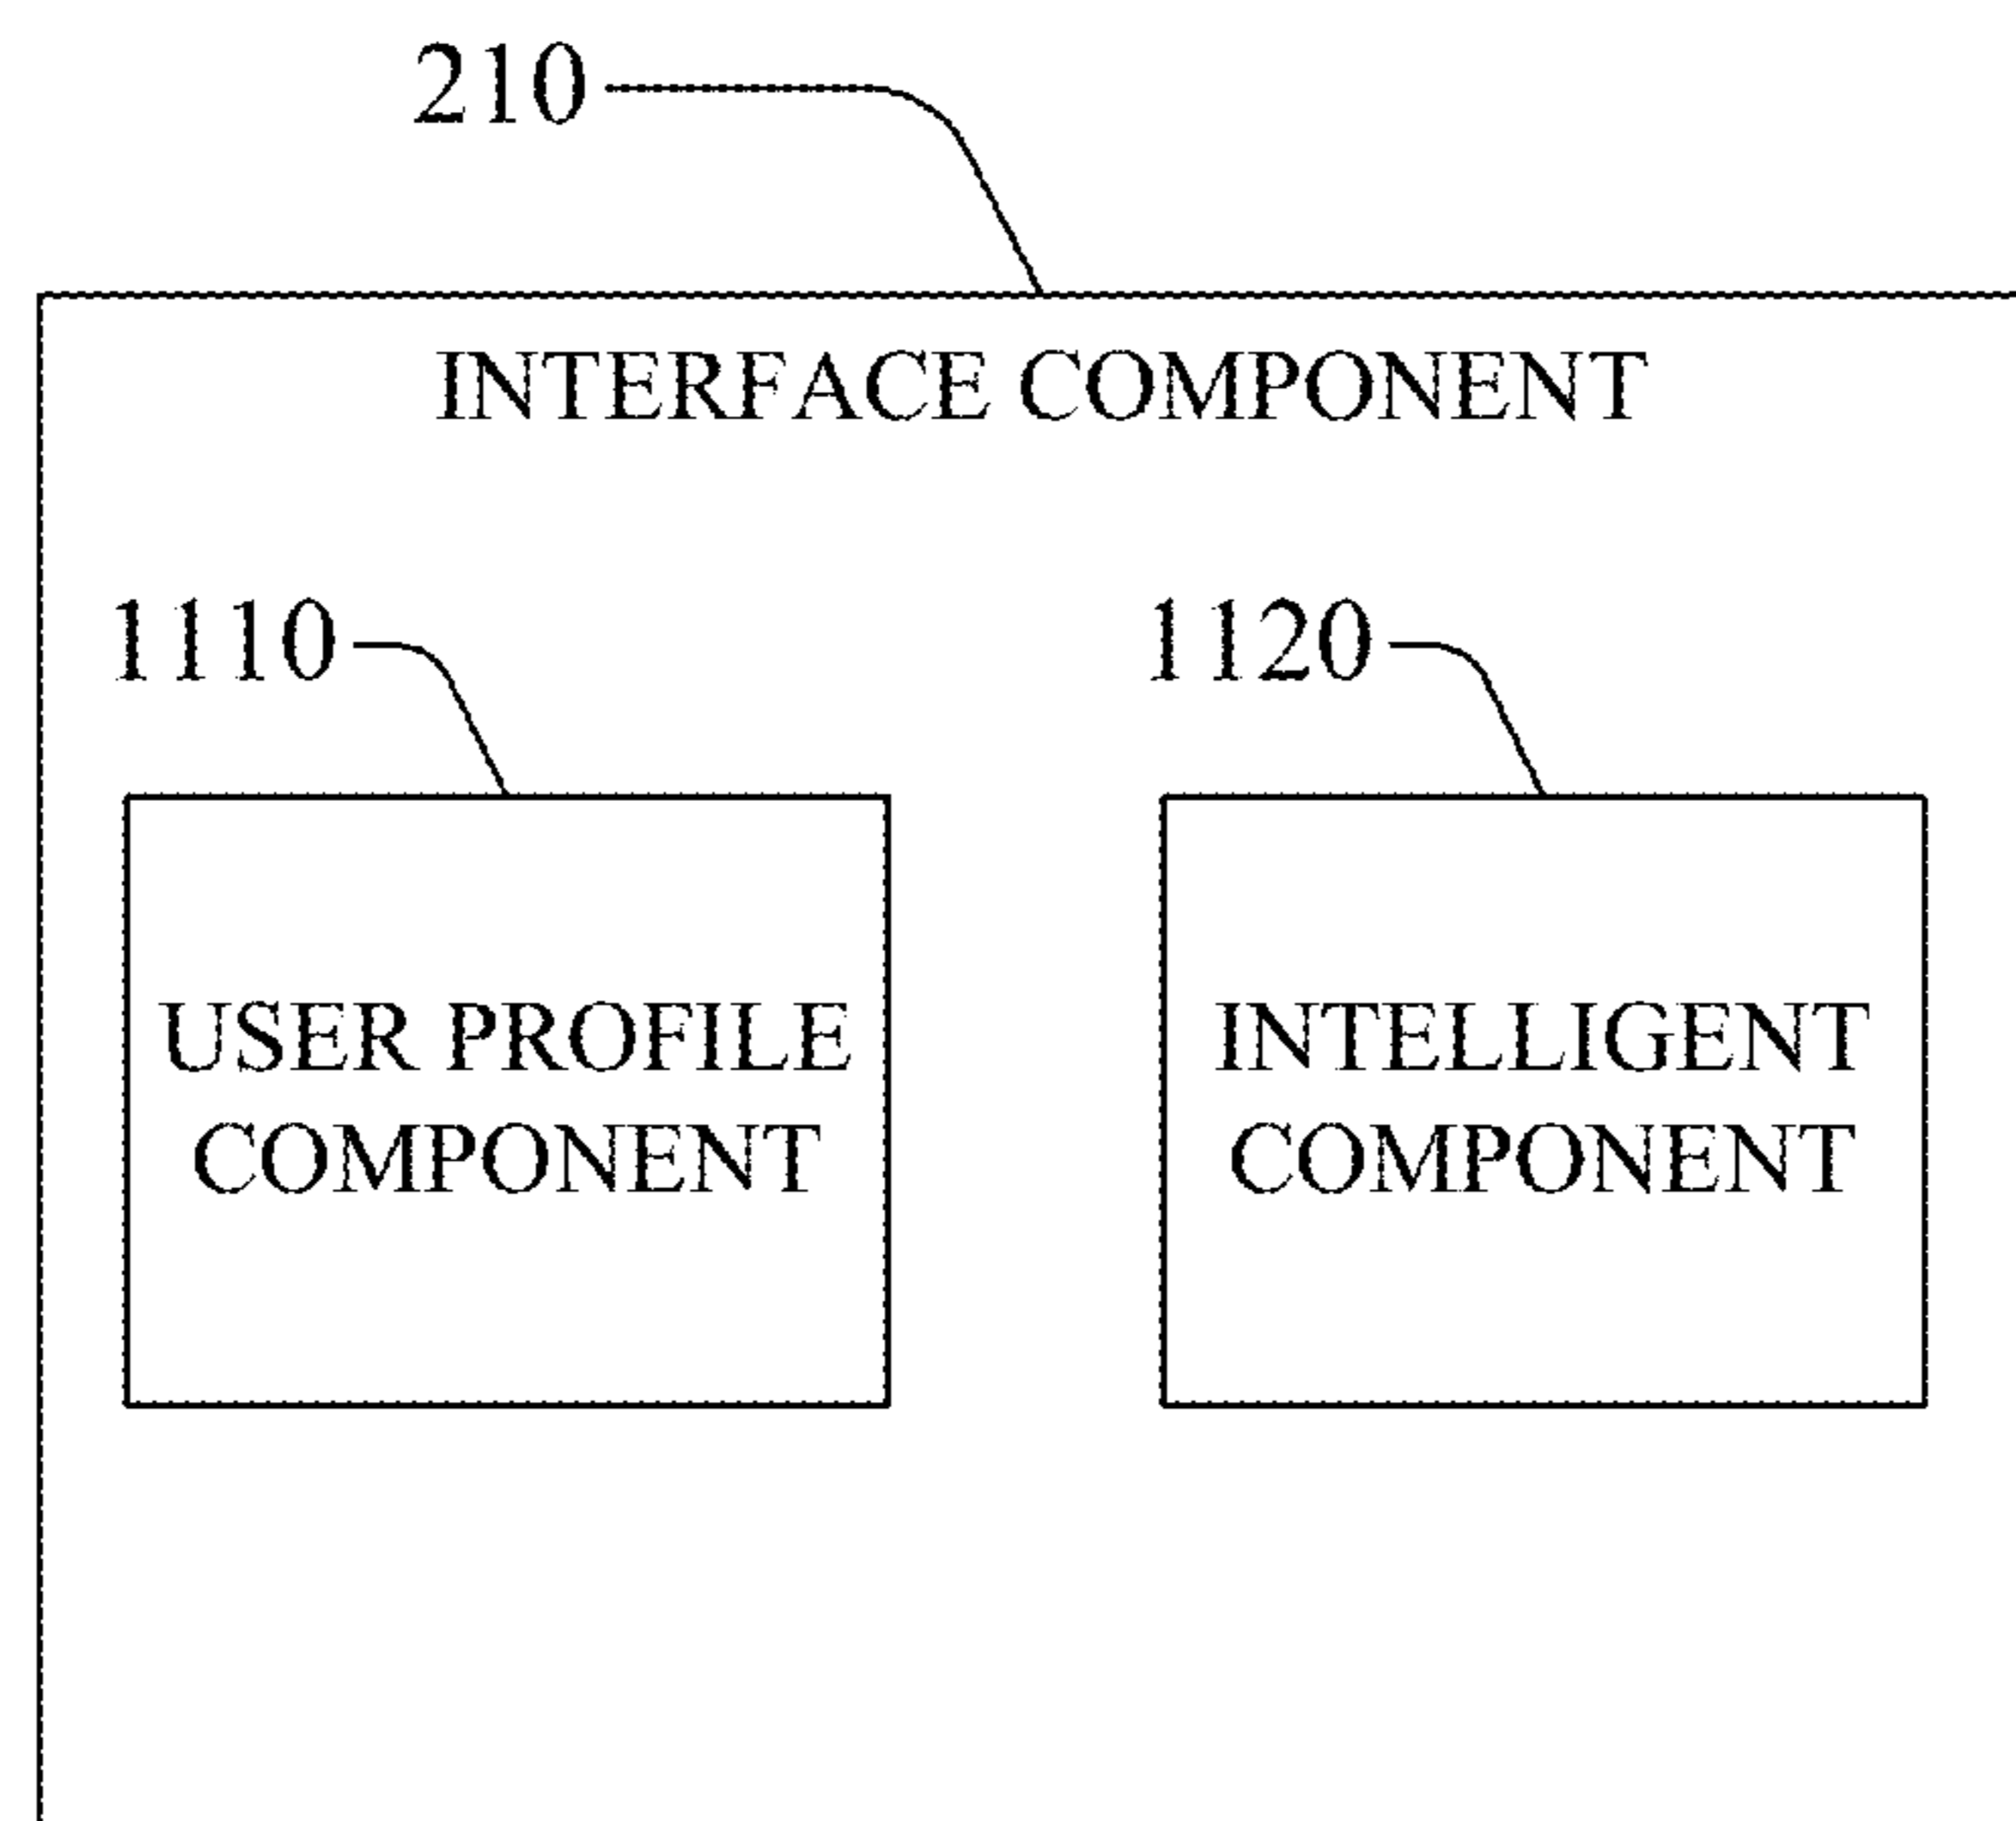 210
INTERFACE COMPONENT
1110
1120
USER PROFILE
COMPONENT
INTELLIGENT
COMPONENT